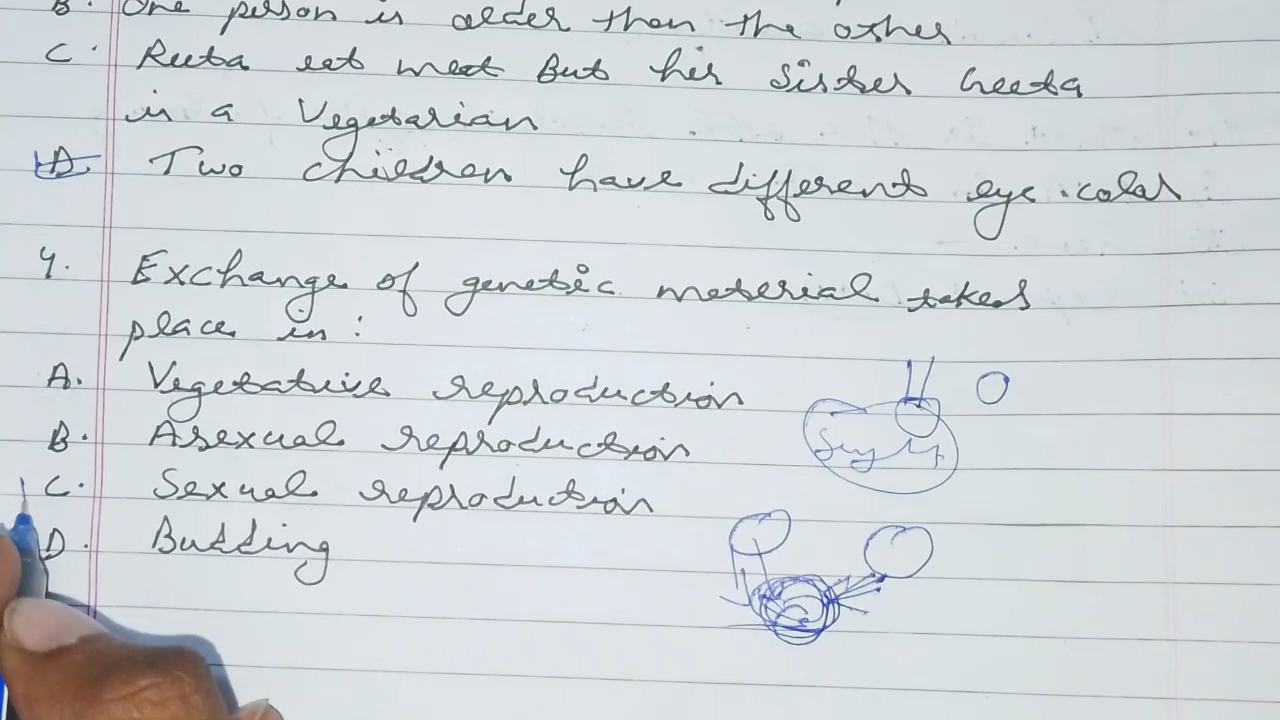 B. One person is older than the other
C. Reeta eat meat But her sister Geeta
is a Vegetarian
D. Two children have different eye color
4. Exchange of genetic material takes
place in:
A. Vegetative reproduction
B. Asexual reproduction
C. Sexual reproduction
D. Budding